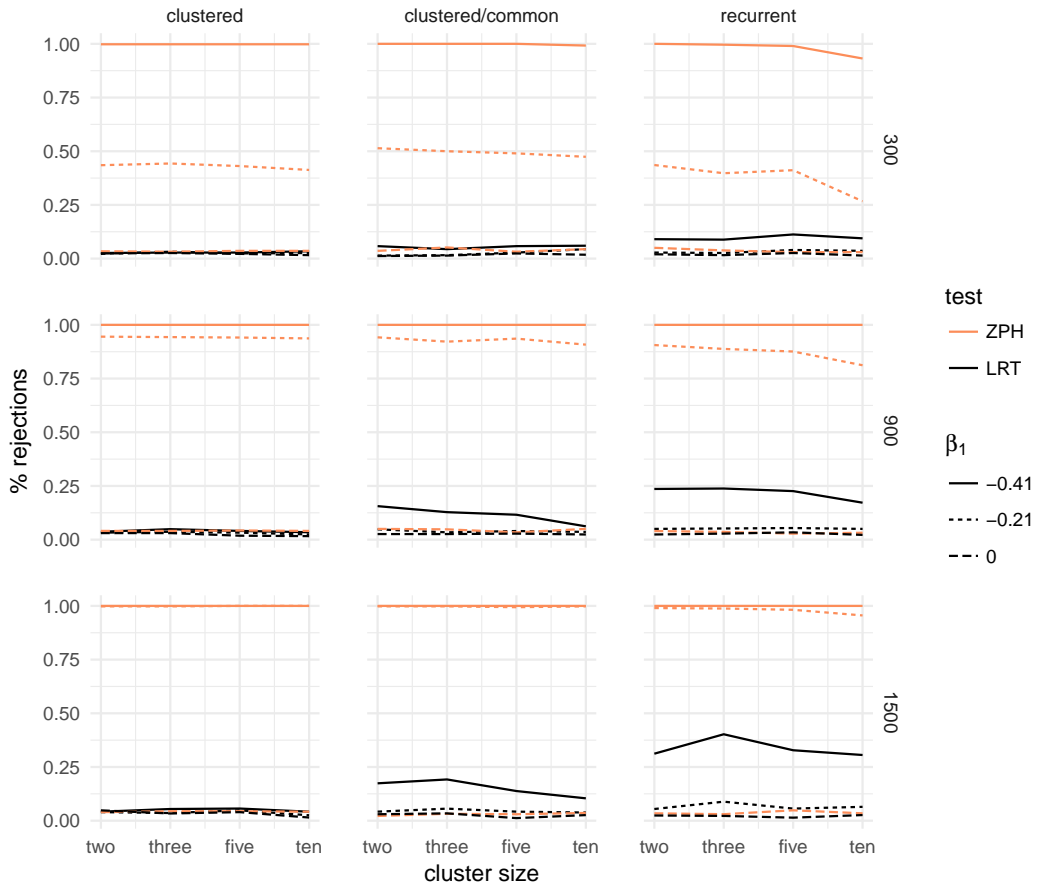 clustered clustered/common recurrent
1.00
0.75
0.50
0.25
0.00
300
1.00
0.75
0.50
0.25
0.00
900
1.00
0.75
0.50
0.25
0.00
1500
two three five ten two three five ten two three five ten
cluster size
% rejections
test
ZPH
LRT
β₁
−0.41
−0.21
0